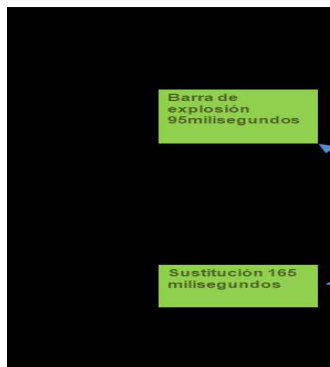 Barra de
explosión
95milisegundos
Sustitución 165
milisegundos